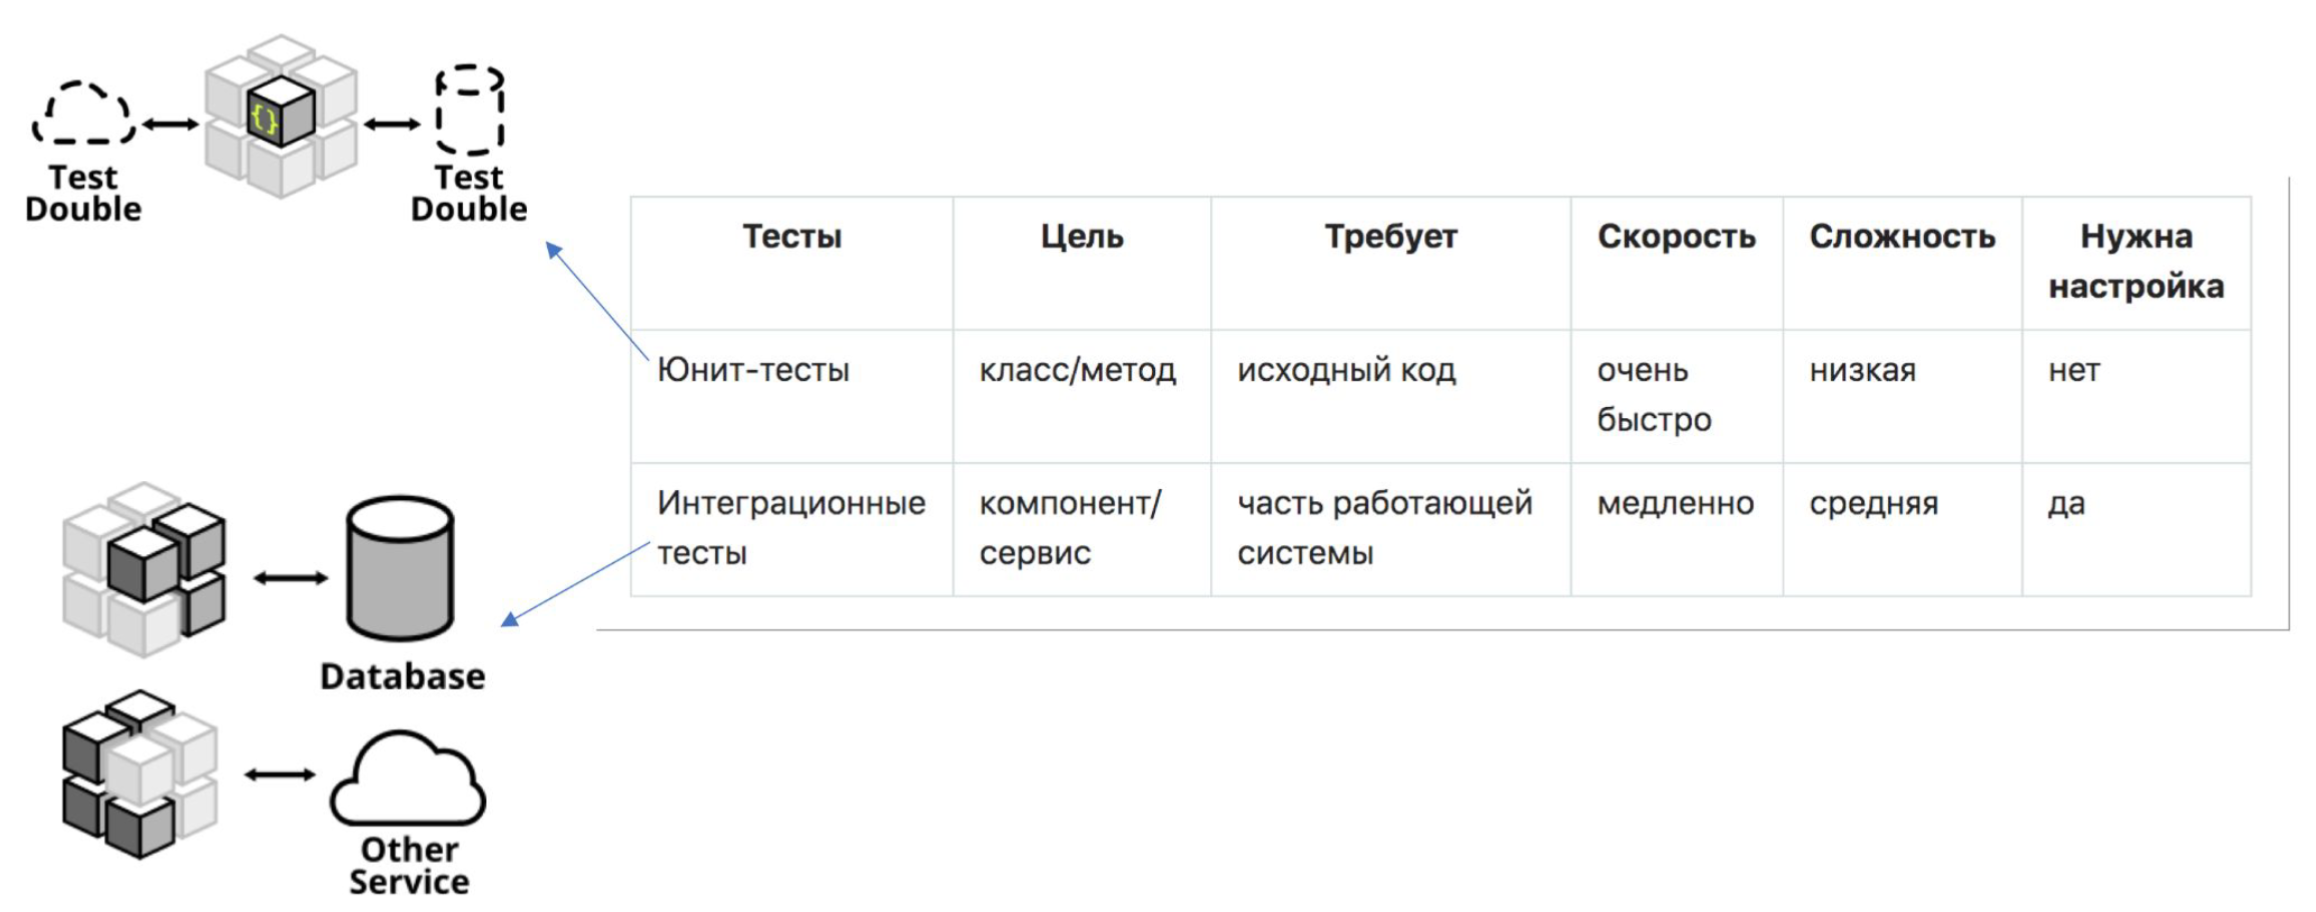 Test
Double
{}
Test
Double
Тесты
Цель
Требует
Скорость
Сложность
Нужна
настройка
Юнит-тесты
класс/метод
исходный код
очень
быстро
низкая
нет
Интеграционные
тесты
компонент/
сервис
часть работающей
системы
медленно
средняя
да
Database
Other
Service